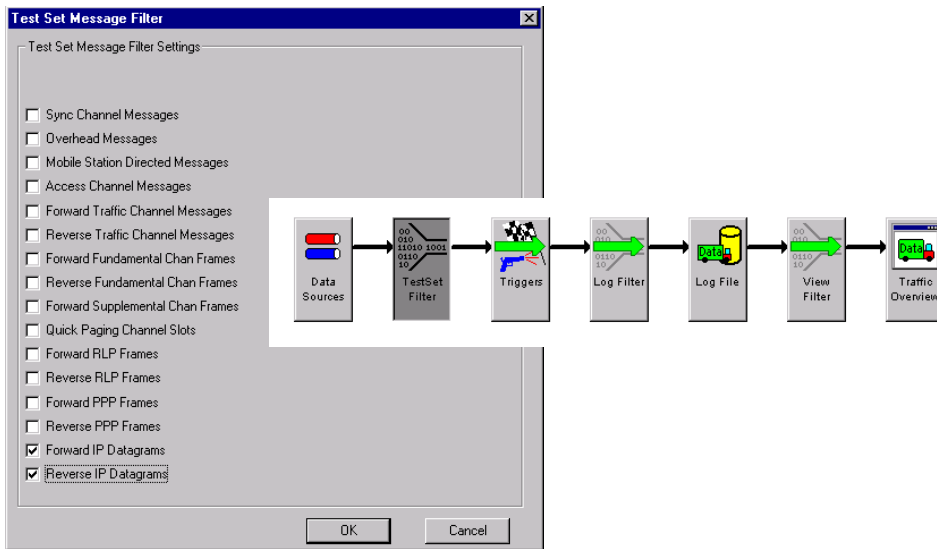 Test Set Message Filter
Test Set Message Filter Settings
Sync Channel Messages
Overhead Messages
Mobile Station Directed Messages
Access Channel Messages
Forward Traffic Channel Messages
Reverse Traffic Channel Messages
Forward Fundamental Chan Frames
Reverse Fundamental Chan Frames
Forward Supplemental Chan Frames
Quick Paging Channel Slots
Forward RLP Frames
Reverse RLP Frames
Forward PPP Frames
Reverse PPP Frames
Forward IP Datagrams
Reverse IP Datagrams
OK
Cancel
Data
Sources
00
010
11010 1001
0110
10
TestSet
Filter
Triggers
00
010
0110
10
Log Filter
Data
Log File
00
010
0110
10
View
Filter
Data
Traffic
Overview